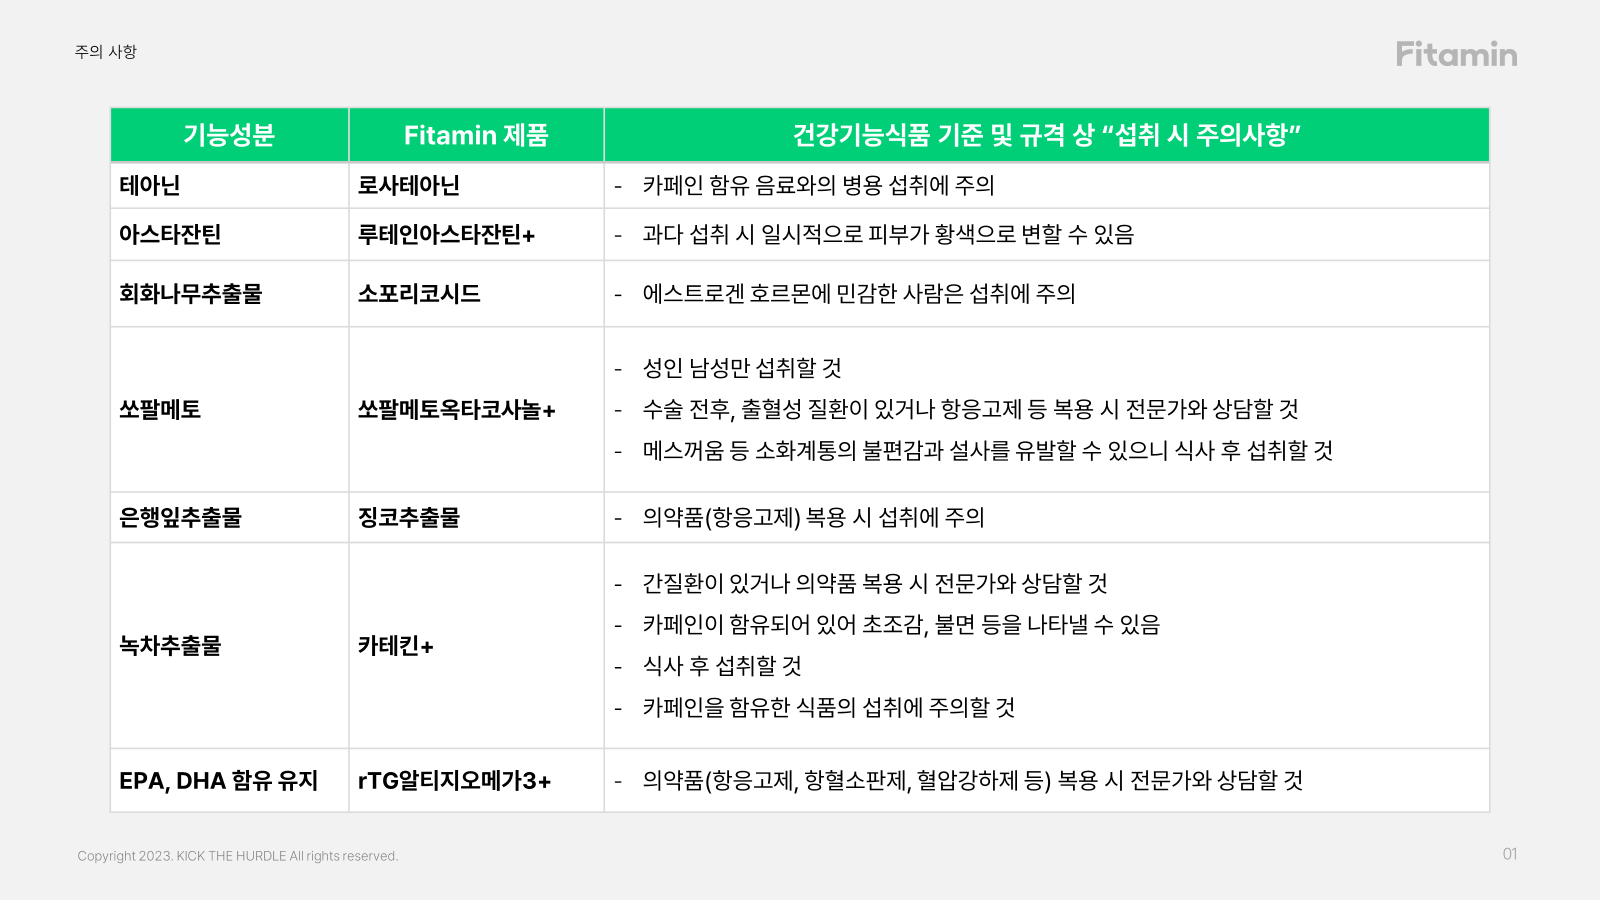 주의 사항
Fitamin
기능성분 Fitamin 제품 건강기능식품 기준 및 규격 상 “섭취 시 주의사항”
테아닌 로사테아닌 - 카페인 함유 음료와의 병용 섭취에 주의
아스타잔틴 루테인아스타잔틴+ - 과다 섭취 시 일시적으로 피부가 황색으로 변할 수 있음
회화나무추출물 소포리코시드 - 에스트로겐 호르몬에 민감한 사람은 섭취에 주의
쏘팔메토 쏘팔메토옥타코사놀+
- 성인 남성만 섭취할 것
- 수술 전후, 출혈성 질환이 있거나 항응고제 등 복용 시 전문가와 상담할 것
- 메스꺼움 등 소화계통의 불편감과 설사를 유발할 수 있으니 식사 후 섭취할 것
은행잎추출물 징코추출물 - 의약품(항응고제) 복용 시 섭취에 주의
녹차추출물 카테킨+
- 간질환이 있거나 의약품 복용 시 전문가와 상담할 것
- 카페인이 함유되어 있어 초조감, 불면 등을 나타낼 수 있음
- 식사 후 섭취할 것
- 카페인을 함유한 식품의 섭취에 주의할 것
EPA, DHA 함유 유지 rTG알티지오메가3+ - 의약품(항응고제, 항혈소판제, 혈압강하제 등) 복용 시 전문가와 상담할 것
Copyright 2023. KICK THE HURDLE All rights reserved.
01